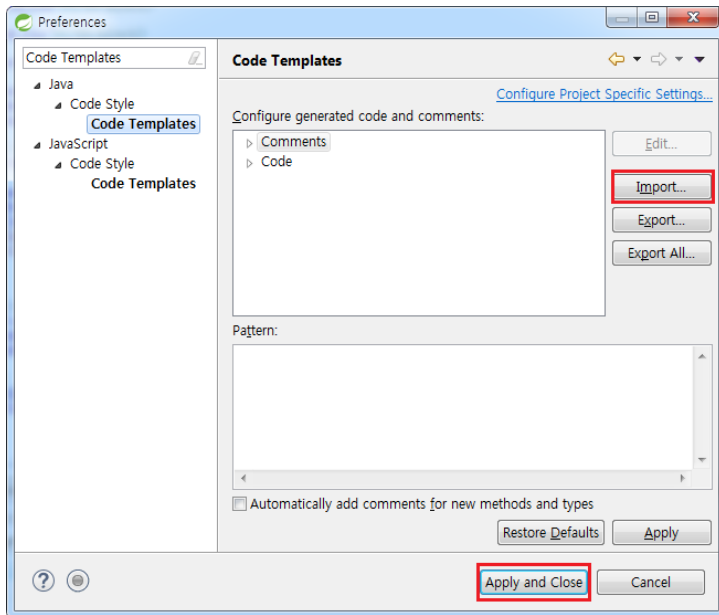 Preferences
Code Templates
Java
Code Style
Code Templates
JavaScript
Code Style
Code Templates
Code Templates
Configure Project Specific Settings...
Configure generated code and comments:
Comments
Code
Edit...
Import...
Export...
Export All...
Pattern:
Automatically add comments for new methods and types
Restore Defaults
Apply
?
Apply and Close
Cancel